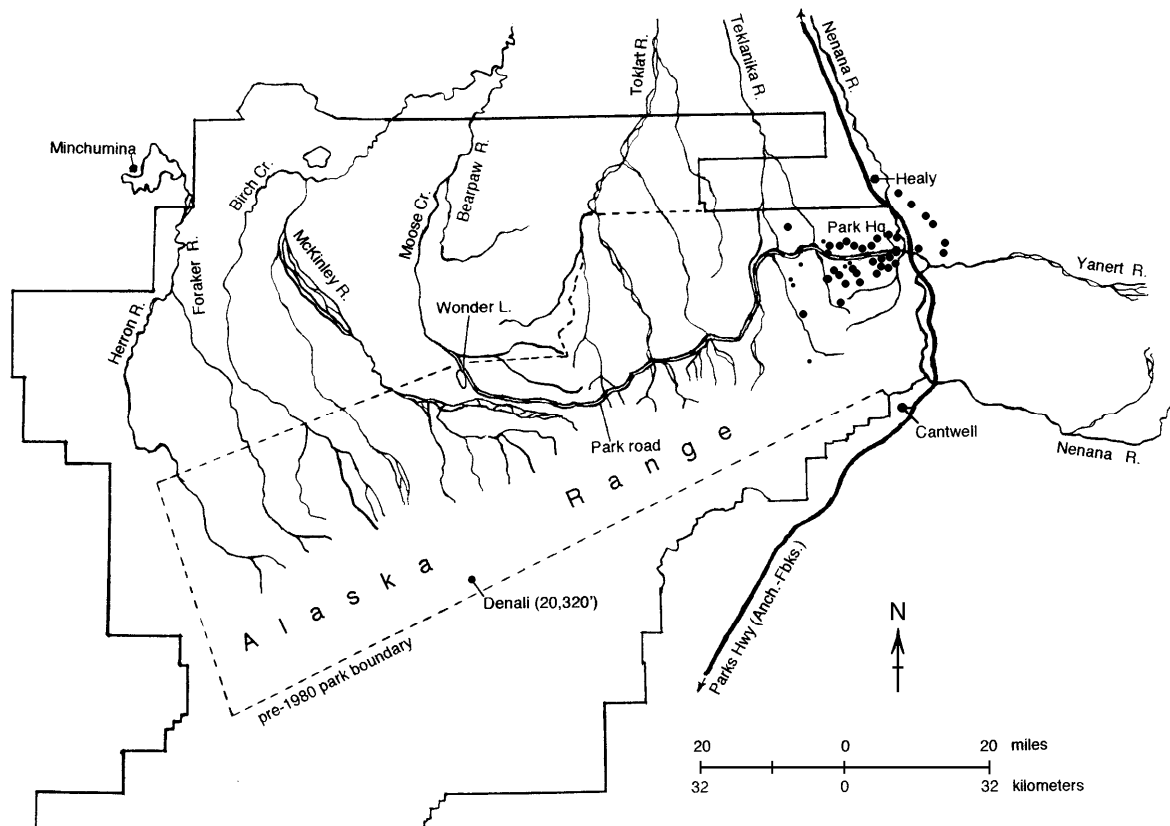 Nenana R.
Teklanika R.
Toklat R.
Minchumina
Birch Cr.
Bearpaw R.
Healy
Moose Cr.
Park Hq
McKinley R.
Foraker R.
Yanert R.
Herron R.
Wonder L.
Cantwell
Park road
Nenana R.
Alaska Range
Denali (20,320')
pre-1980 park boundary
Parks Hwy (Anch.-Fbks.)
N
20 0 20 miles
32 0 32 kilometers